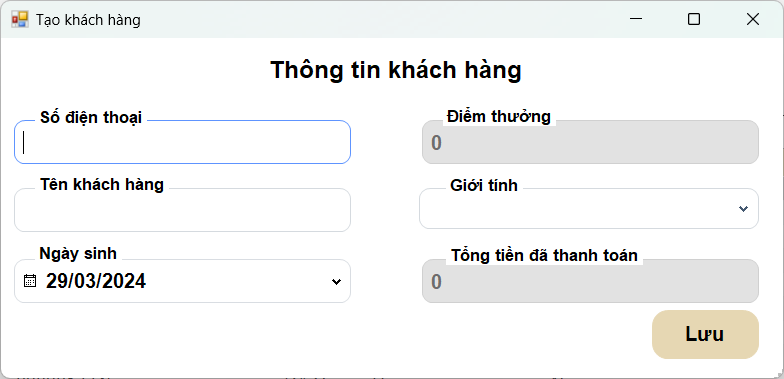 Tạo khách hàng
Thông tin khách hàng
Số điện thoại
Điểm thưởng
0
Tên khách hàng
Giới tính
Ngày sinh
29/03/2024
Tổng tiền đã thanh toán
0
Lưu